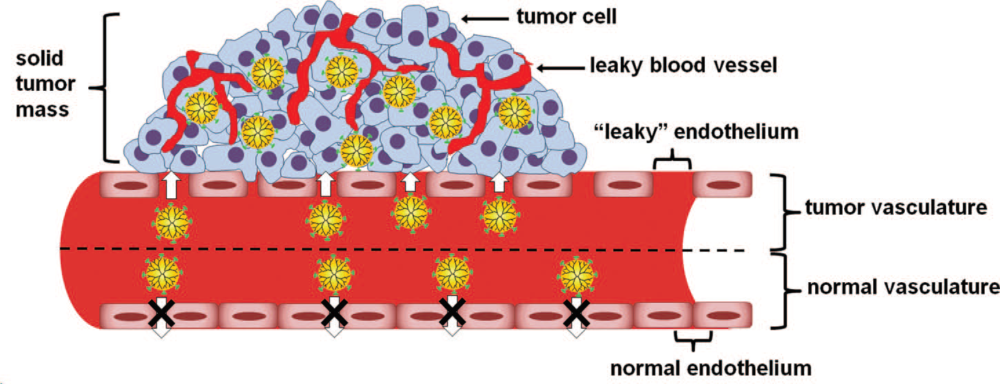 tumor cell
solid
tumor
mass
leaky blood vessel
“leaky” endothelium
tumor vasculature
normal vasculature
normal endothelium